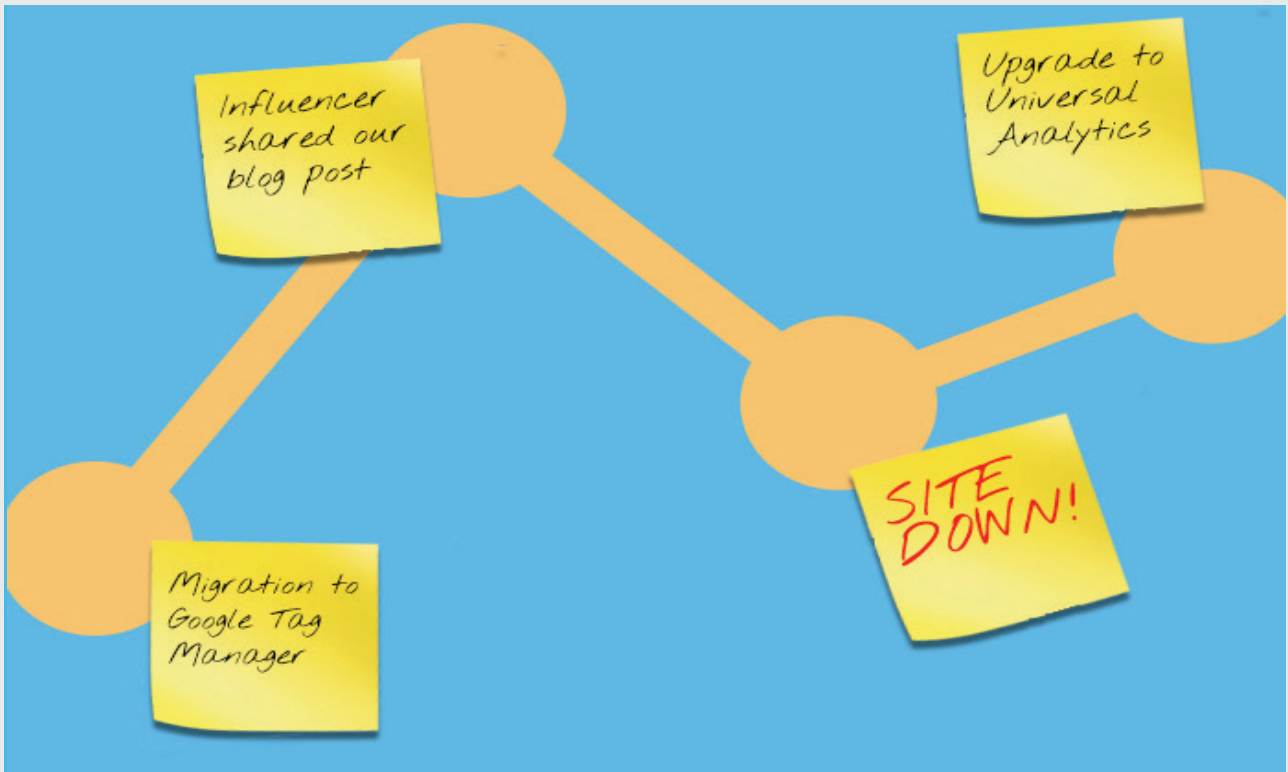 Influencer
shared our
blog post
Upgrade to
Universal
Analytics
SITE
DOWN!
Migration to
Google Tag
Manager